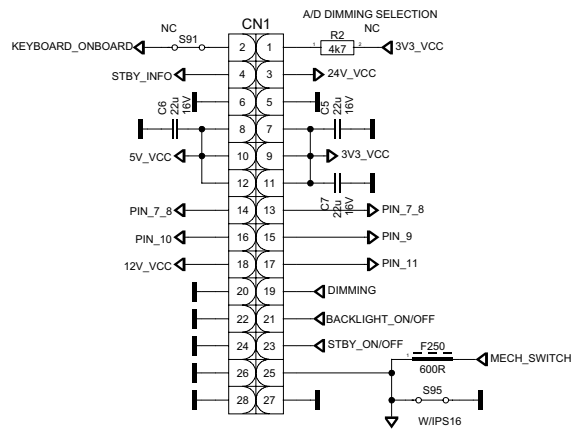 A/D DIMMING SELECTION
NC
CN1
NC
KEYBOARD_ONBOARD
S91
2
1
1
R2
2
4k7
3V3_VCC
STBY_INFO
4
3
24V_VCC
6
5
C6
22u
16V
C5
22u
16V
8
7
5V_VCC
10
9
3V3_VCC
12
11
C7
22u
16V
PIN_7_8
14
13
PIN_7_8
PIN_10
16
15
PIN_9
12V_VCC
18
17
PIN_11
20
19
DIMMING
22
21
BACKLIGHT_ON/OFF
24
23
STBY_ON/OFF
1
F250
MECH_SWITCH
600R
26
25
S95
28
27
W/IPS16